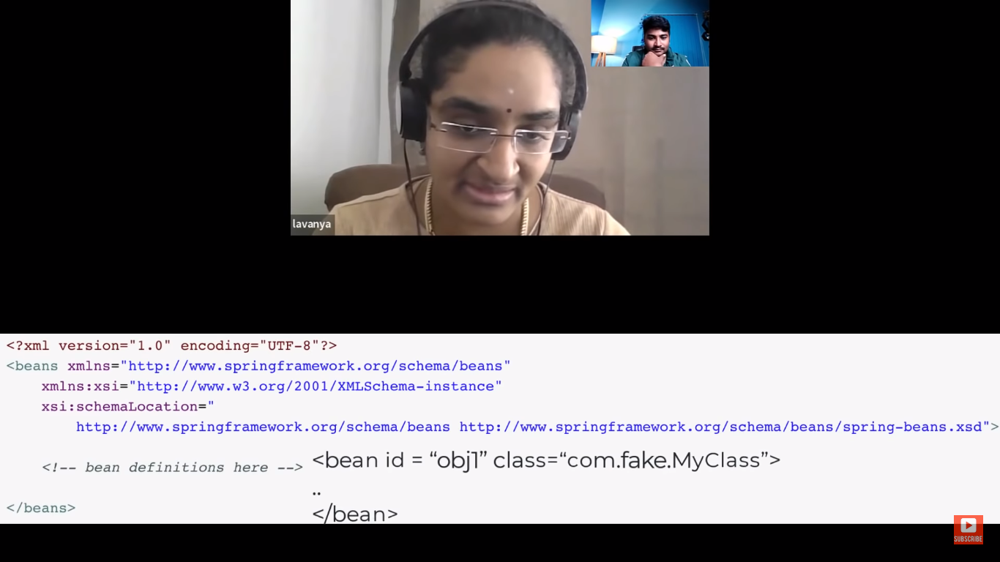 lavanya
<?xml version="1.0" encoding="UTF-8"?>
<beans xmlns="http://www.springframework.org/schema/beans"
xmlns:xsi="http://www.w3.org/2001/XMLSchema-instance"
xsi:schemaLocation="
http://www.springframework.org/schema/beans http://www.springframework.org/schema/beans/spring-beans.xsd">
<!-- bean definitions here --> <bean id = “obj1” class=“com.fake.MyClass”>
..
</beans>
</bean>
SUBSCRIBE